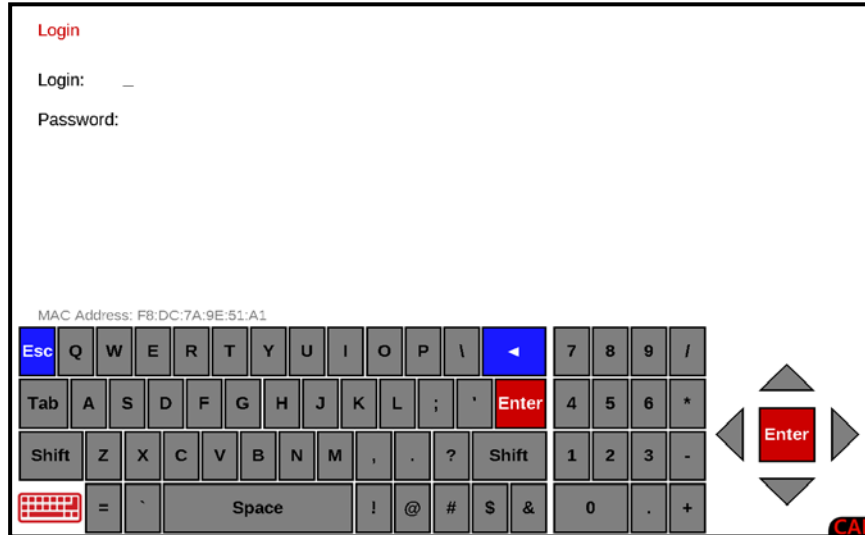 Login
Login: _
Password:
MAC Address: F8:DC:7A:9E:51:A1
Esc Q W E R T Y U I O P \ ◄ 7 8 9 /
Tab A S D F G H J K L ; ' Enter 4 5 6 *
Enter
Shift Z X C V B N M , . ? Shift 1 2 3 -
= ` Space ! @ # $ & 0 . +